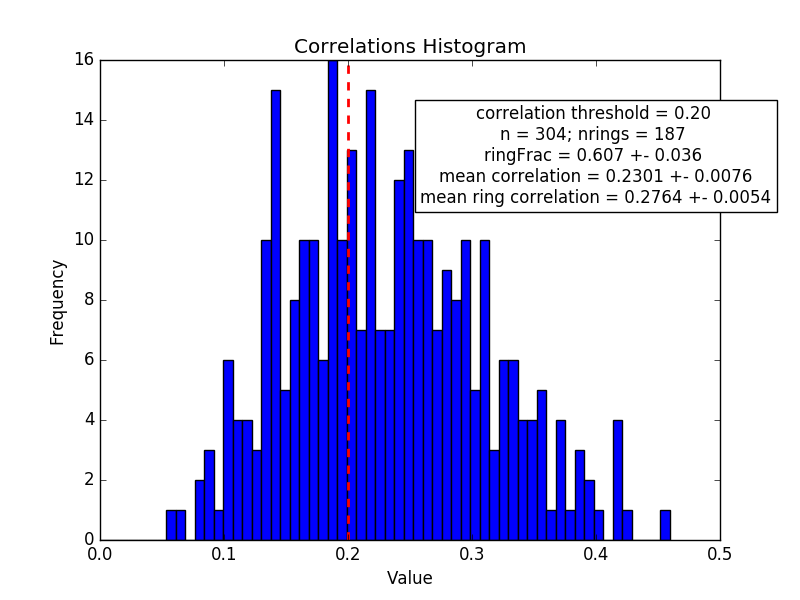 Correlations Histogram
16
14
12
10
8
6
4
2
0
Frequency
correlation threshold = 0.20
n = 304; nrings = 187
ringFrac = 0.607 +- 0.036
mean correlation = 0.2301 +- 0.0076
mean ring correlation = 0.2764 +- 0.0054
0.0 0.1 0.2 0.3 0.4 0.5
Value